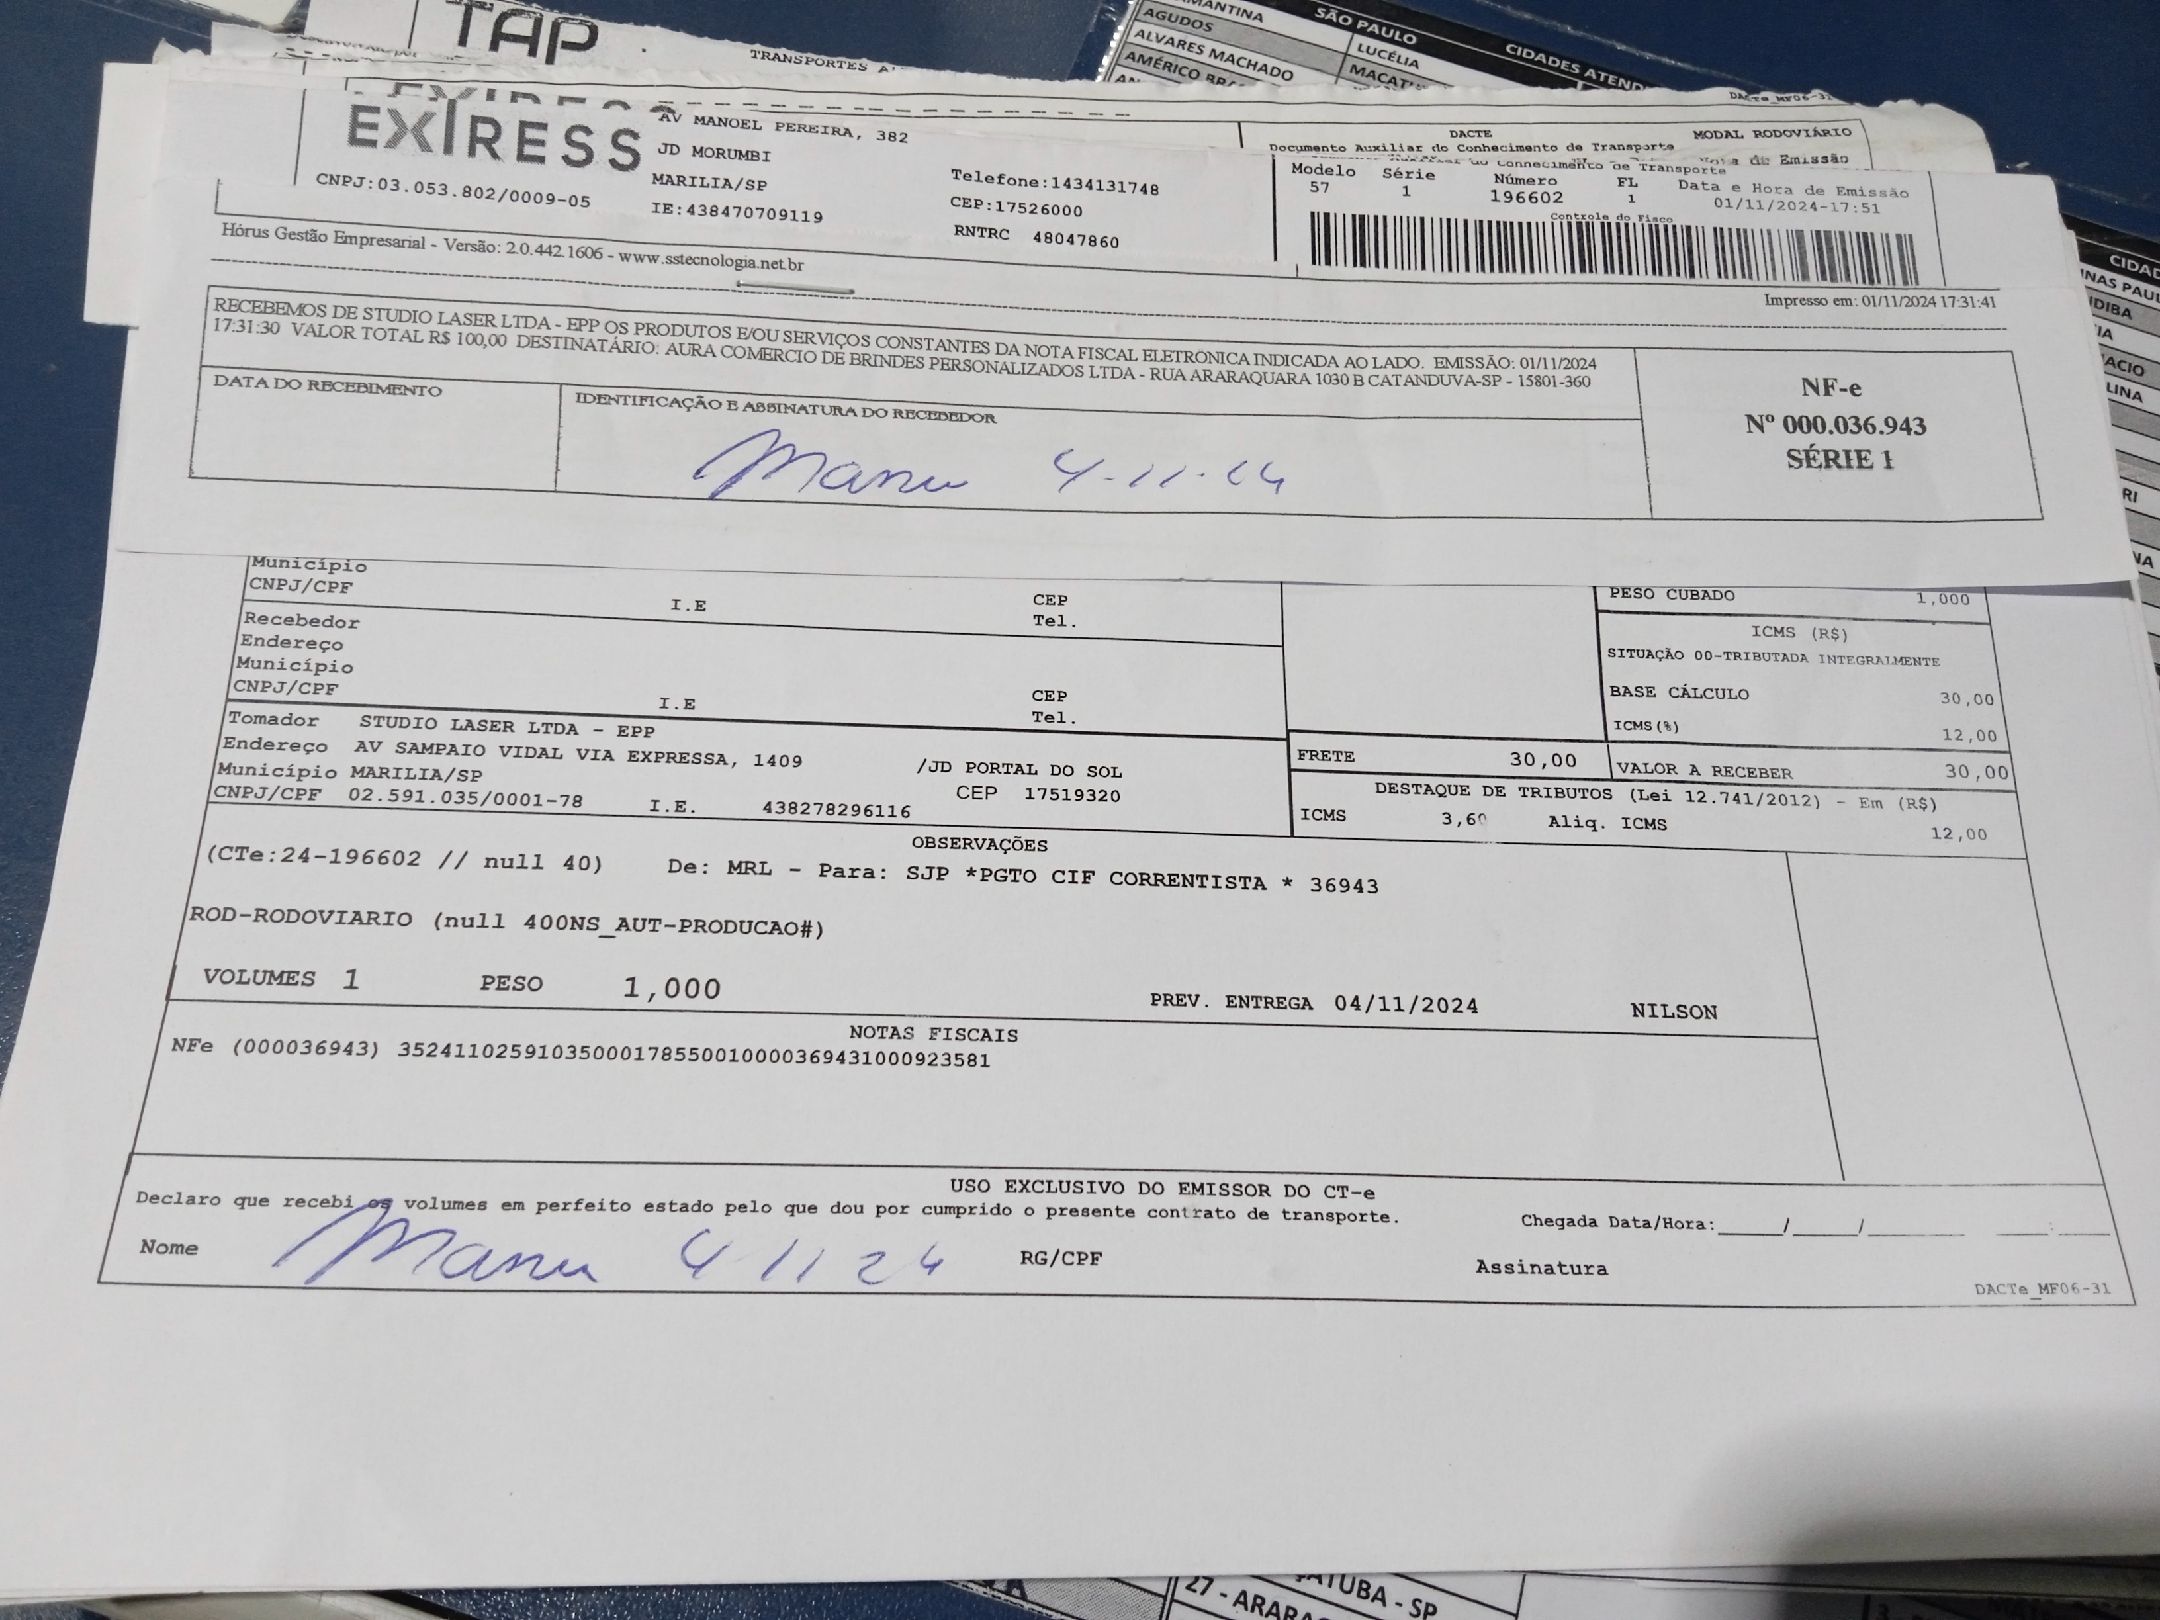 TAP
TRANSPORTES
AMANTINA SÃO PAULO CIDADES ATEND
AGUDOS LUCÉLIA
ALVARES MACHADO
AMÉRICO
DACTe_MF06-31
EXPRESS
AV MANOEL PEREIRA, 382
JD MORUMBI
MARILIA/SP
CNPJ:03.053.802/0009-05 IE:438470709119
Telefone:1434131748
CEP:17526000
RNTRC 48047860
DACTE MODAL RODOVIÁRIO
Documento Auxiliar do Conhecimento de Transporte
Modelo Série Número FL Data e Hora de Emissão
57 1 196602 1 01/11/2024-17:51
Controle do Fisco
Hórus Gestão Empresarial - Versão: 2.0.442.1606 - www.sstecnologia.net.br
Impresso em: 01/11/2024 17:31:41
RECEBEMOS DE STUDIO LASER LTDA - EPP OS PRODUTOS E/OU SERVIÇOS CONSTANTES DA NOTA FISCAL ELETRÔNICA INDICADA AO LADO. EMISSÃO: 01/11/2024
17:31:30 VALOR TOTAL R$ 100,00 DESTINATÁRIO: AURA COMERCIO DE BRINDES PERSONALIZADOS LTDA - RUA ARARAQUARA 1030 B CATANDUVA-SP - 15801-360
DATA DO RECEBIMENTO
IDENTIFICAÇÃO E ASSINATURA DO RECEBEDOR
Manu 4-11-24
NF-e
Nº 000.036.943
SÉRIE 1
Município
CNPJ/CPF I.E CEP
Tel.
Recebedor
Endereço
Município
CNPJ/CPF I.E CEP
Tel.
Tomador STUDIO LASER LTDA - EPP
Endereço AV SAMPAIO VIDAL VIA EXPRESSA, 1409 /JD PORTAL DO SOL
Município MARILIA/SP CEP 17519320
CNPJ/CPF 02.591.035/0001-78 I.E. 438278296116
PESO CUBADO 1,000
ICMS (R$)
SITUAÇÃO 00-TRIBUTADA INTEGRALMENTE
BASE CÁLCULO 30,00
ICMS(%) 12,00
FRETE 30,00 VALOR A RECEBER 30,00
DESTAQUE DE TRIBUTOS (Lei 12.741/2012) - Em (R$)
ICMS 3,60 Aliq. ICMS 12,00
OBSERVAÇÕES
(CTe:24-196602 // null 40) De: MRL - Para: SJP *PGTO CIF CORRENTISTA * 36943
ROD-RODOVIARIO (null 400NS_AUT-PRODUCAO#)
VOLUMES 1 PESO 1,000 PREV. ENTREGA 04/11/2024 NILSON
NOTAS FISCAIS
NFe (000036943) 35241102591035000178550010000369431000923581
USO EXCLUSIVO DO EMISSOR DO CT-e
Declaro que recebi os volumes em perfeito estado pelo que dou por cumprido o presente contrato de transporte. Chegada Data/Hora:____/____/____ ____:____
Nome Manu 4 11 24 RG/CPF Assinatura
DACTe_MF06-31
27 - ARARA